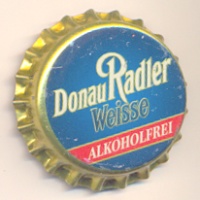 Donau Radler
Weisse
ALKOHOLFREI